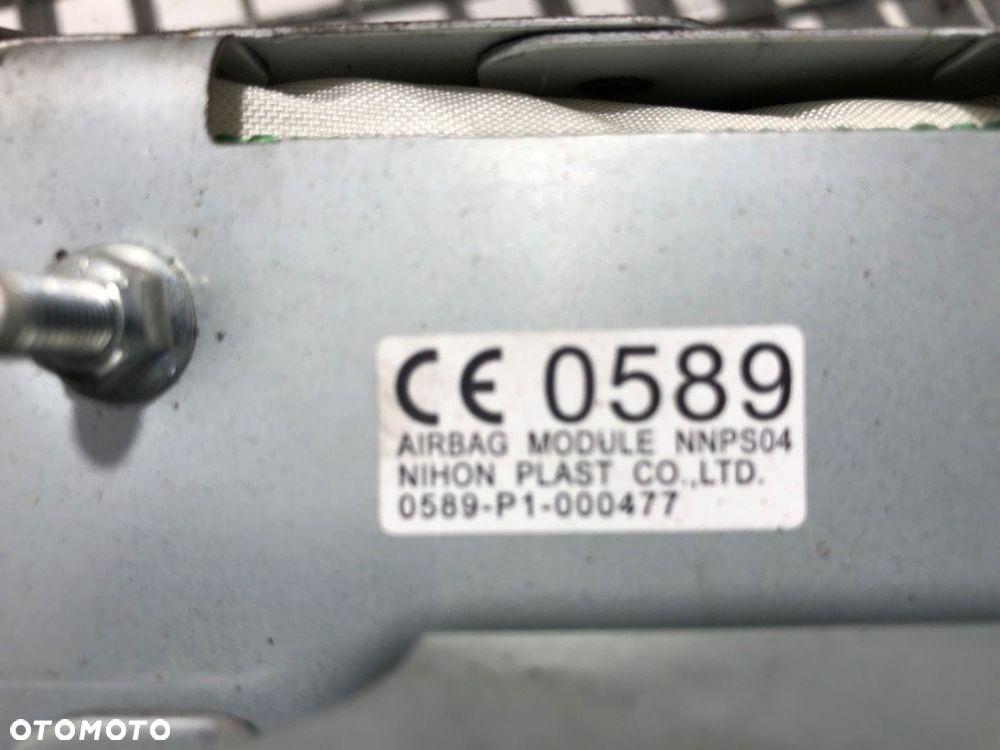 CE 0589
AIRBAG MODULE NNPS04
NIHON PLAST CO.,LTD.
0589-P1-000477
OTOMOTO